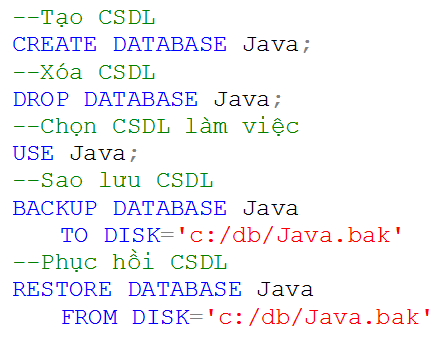 --Tạo CSDL
CREATE DATABASE Java;
--Xóa CSDL
DROP DATABASE Java;
--Chọn CSDL làm việc
USE Java;
--Sao lưu CSDL
BACKUP DATABASE Java
TO DISK='c:/db/Java.bak'
--Phục hồi CSDL
RESTORE DATABASE Java
FROM DISK='c:/db/Java.bak'